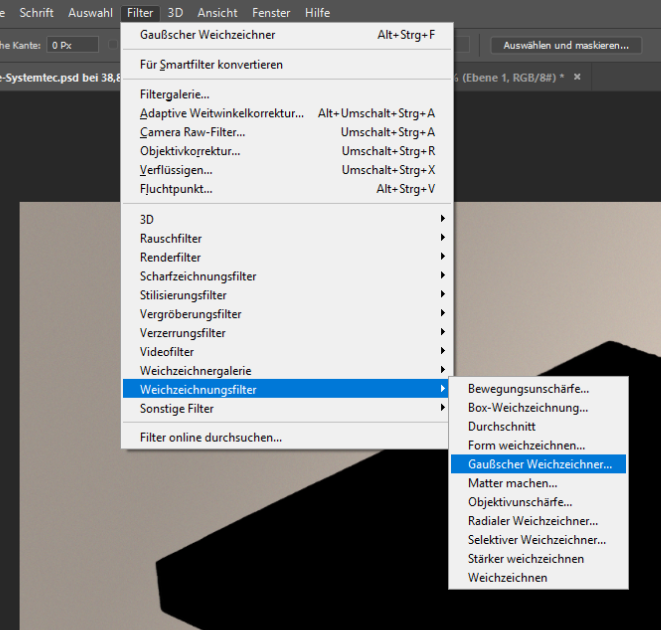 e Schrift Auswahl Filter 3D Ansicht Fenster Hilfe
he Kante: 0 Px Auswählen und maskieren...
e-Systemtec.psd bei 38,8 % (Ebene 1, RGB/8#) * ×
Gaußscher Weichzeichner Alt+Strg+F
Für Smartfilter konvertieren
Filtergalerie...
Adaptive Weitwinkelkorrektur... Alt+Umschalt+Strg+A
Camera Raw-Filter... Umschalt+Strg+A
Objektivkorrektur... Umschalt+Strg+R
Verflüssigen... Umschalt+Strg+X
Fluchtpunkt... Alt+Strg+V
3D
Rauschfilter
Renderfilter
Scharfzeichnungsfilter
Stilisierungsfilter
Vergröberungsfilter
Verzerrungsfilter
Videofilter
Weichzeichnergalerie
Weichzeichnungsfilter
Sonstige Filter
Filter online durchsuchen...
Bewegungsunschärfe...
Box-Weichzeichnung...
Durchschnitt
Form weichzeichnen...
Gaußscher Weichzeichner...
Matter machen...
Objektivunschärfe...
Radialer Weichzeichner...
Selektiver Weichzeichner...
Stärker weichzeichnen
Weichzeichnen